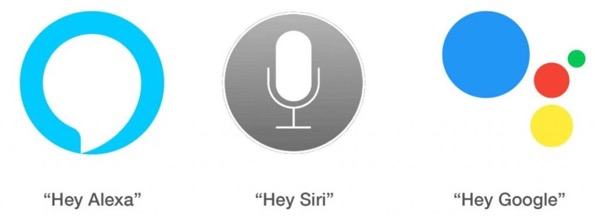 “Hey Alexa”
“Hey Siri”
“Hey Google”